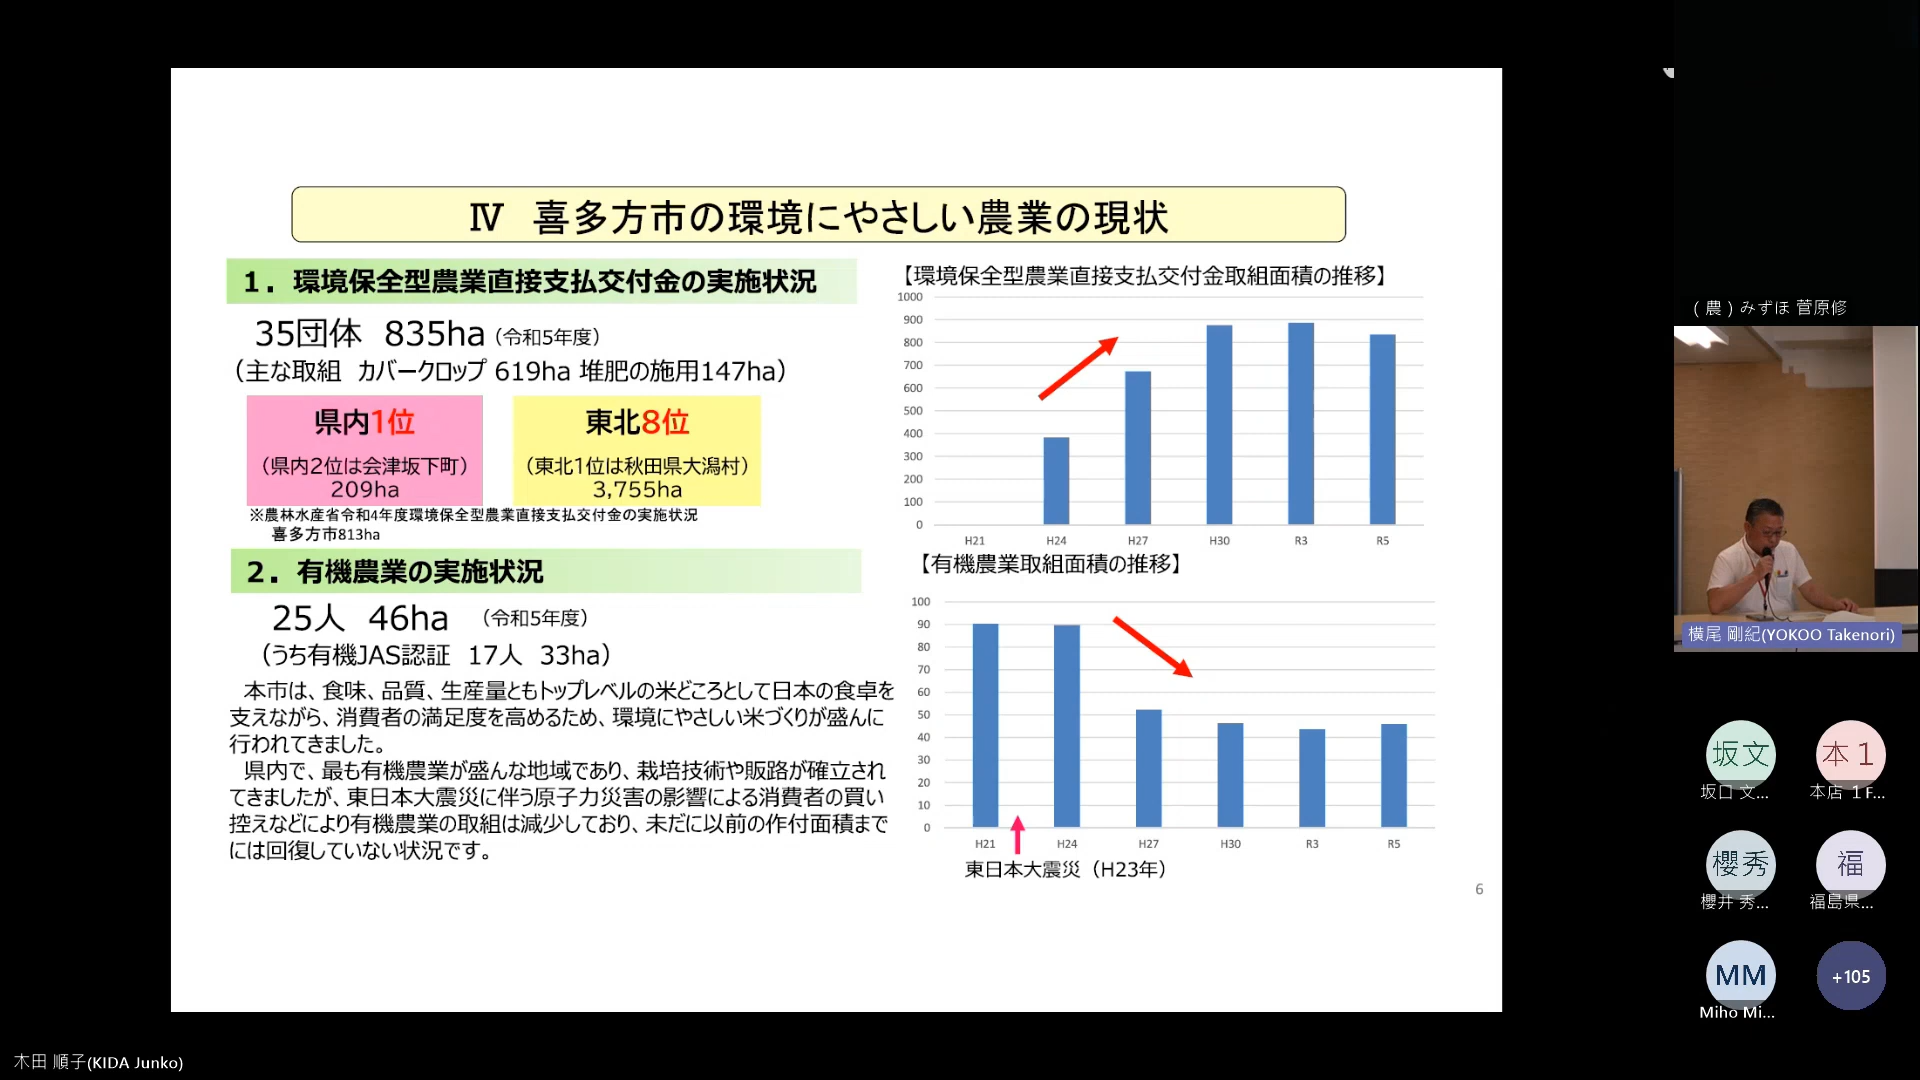 Ⅳ 喜多方市の環境にやさしい農業の現状
１．環境保全型農業直接支払交付金の実施状況
35団体 835ha（令和5年度）
（主な取組 カバークロップ 619ha 堆肥の施用147ha）
県内1位
（県内2位は会津坂下町）
209ha
東北8位
（東北1位は秋田県大潟村）
3,755ha
※農林水産省令和4年度環境保全型農業直接支払交付金の実施状況
喜多方市813ha
２．有機農業の実施状況
25人 46ha （令和5年度）
（うち有機JAS認証 17人 33ha）
本市は、食味、品質、生産量ともトップレベルの米どころとして日本の食卓を
支えながら、消費者の満足度を高めるため、環境にやさしい米づくりが盛んに
行われてきました。
県内で、最も有機農業が盛んな地域であり、栽培技術や販路が確立され
てきましたが、東日本大震災に伴う原子力災害の影響による消費者の買い
控えなどにより有機農業の取組は減少しており、未だに以前の作付面積まで
には回復していない状況です。
【環境保全型農業直接支払交付金取組面積の推移】
1000
900
800
700
600
500
400
300
200
100
0
H21 H24 H27 H30 R3 R5
【有機農業取組面積の推移】
100
90
80
70
60
50
40
30
20
10
0
H21 H24 H27 H30 R3 R5
東日本大震災（H23年）
6
(農)みずほ 菅原修
横尾 剛紀(YOKOO Takenori)
坂文
坂口 文...
本１
本店 １F...
櫻秀
櫻井 秀...
福
福島県...
MM
Miho Mi...
+105
木田 順子(KIDA Junko)